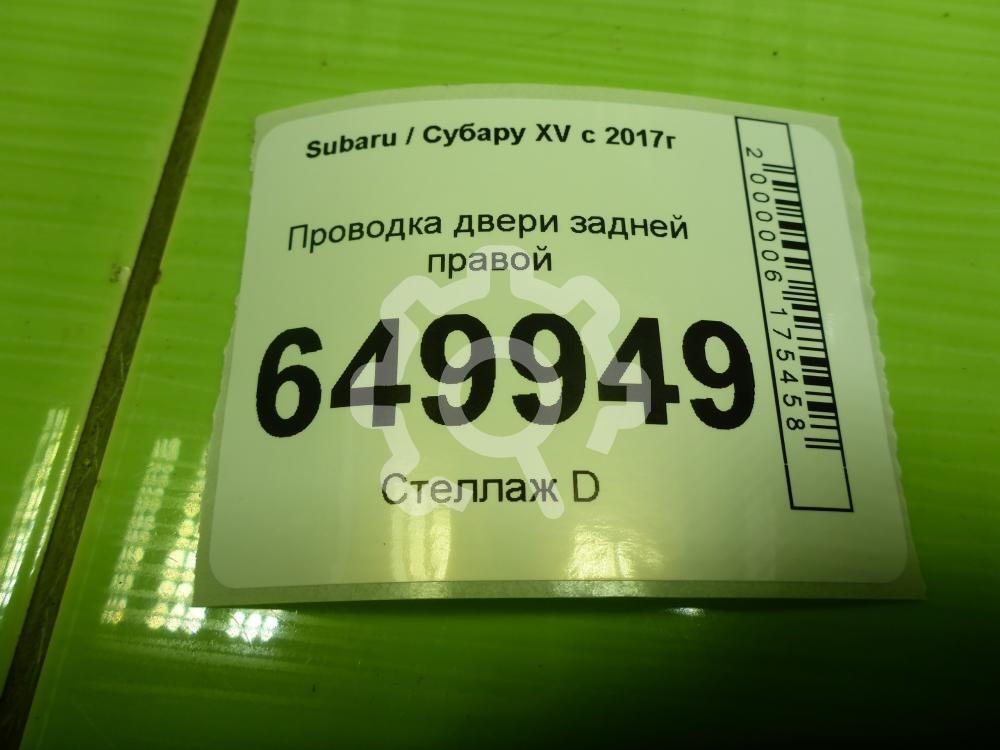 Subaru / Субару XV с 2017г
Проводка двери задней
правой
649949
Стеллаж D
2000006175458